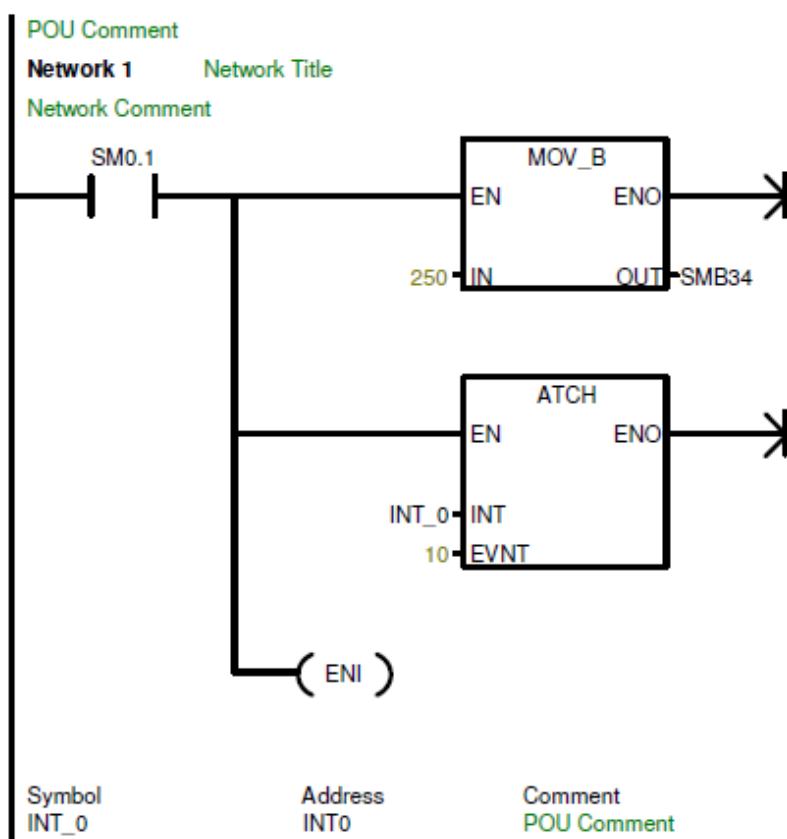 POU Comment
Network 1 Network Title
Network Comment
SM0.1
MOV_B
EN ENO
250 IN OUT SMB34
ATCH
EN ENO
INT_0 INT
10 EVNT
ENI
Symbol Address Comment
INT_0 INT0 POU Comment